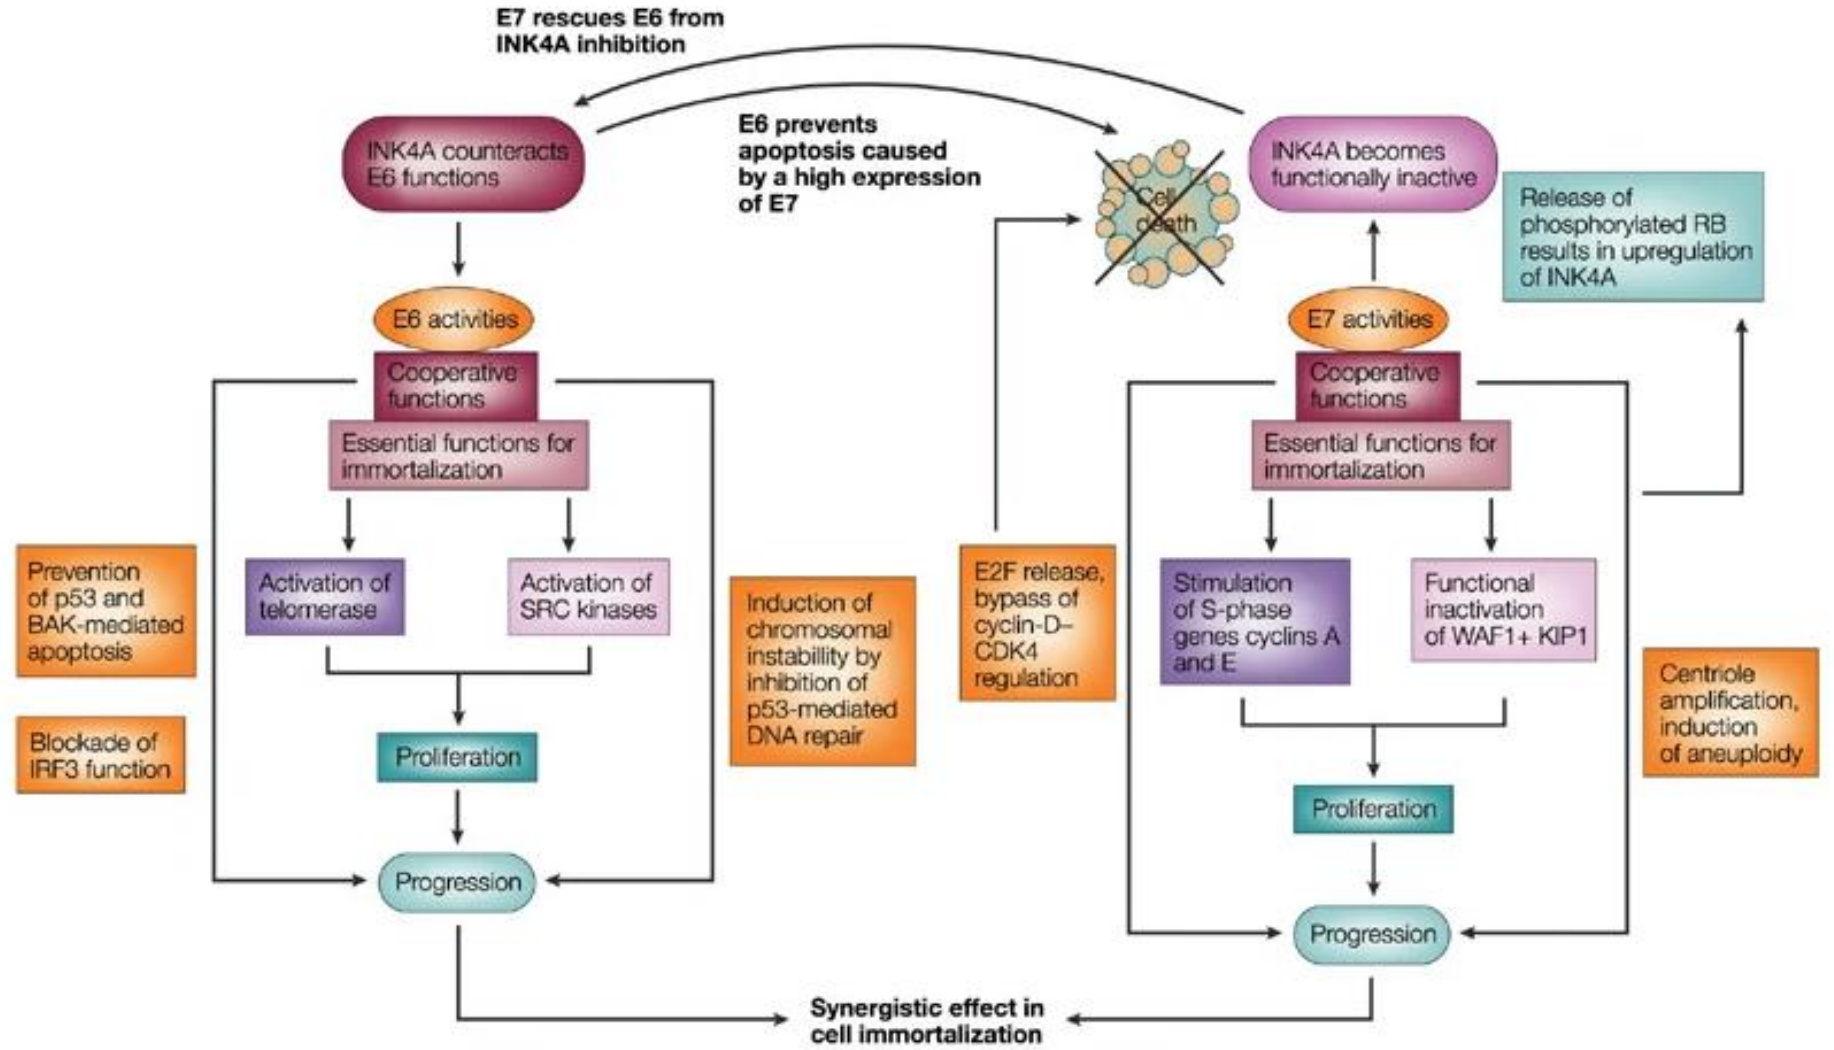 E7 rescues E6 from
INK4A inhibition
E6 prevents
apoptosis caused
by a high expression
of E7
INK4A counteracts
E6 functions
Cell
death
INK4A becomes
functionally inactive
Release of
phosphorylated RB
results in upregulation
of INK4A
E6 activities
Cooperative
functions
Essential functions for
immortalization
Prevention
of p53 and
BAK-mediated
apoptosis
Blockade of
IRF3 function
Activation of
telomerase
Activation of
SRC kinases
Induction of
chromosomal
instabillity by
inhibition of
p53-mediated
DNA repair
Proliferation
Progression
E7 activities
Cooperative
functions
Essential functions for
immortalization
E2F release,
bypass of
cyclin-D–
CDK4
regulation
Stimulation
of S-phase
genes cyclins A
and E
Functional
inactivation
of WAF1+ KIP1
Centriole
amplification,
induction
of aneuploidy
Proliferation
Progression
Synergistic effect in
cell immortalization